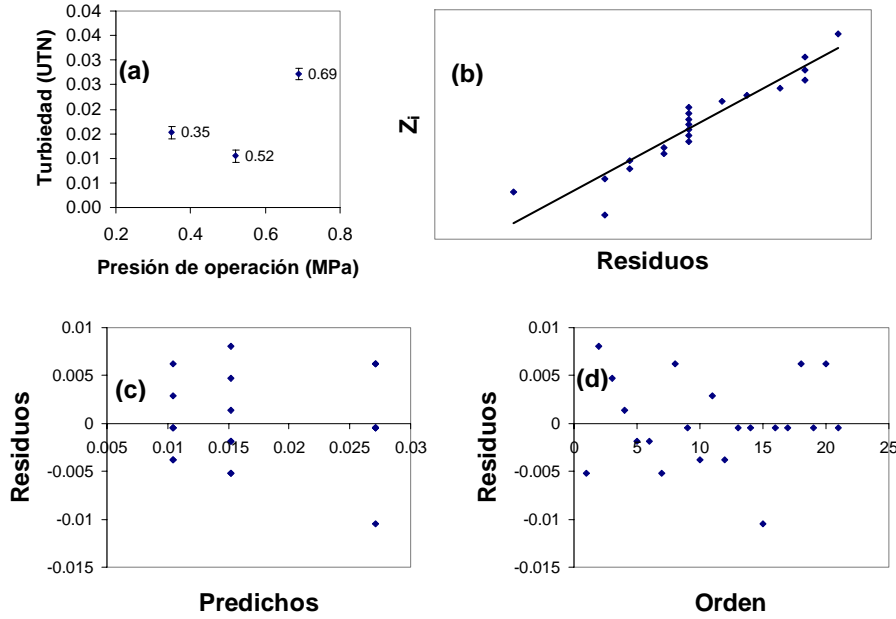 0.04
0.04
0.03
0.03
0.02
0.02
0.01
0.01
0.00
Turbiedad (UTN)
(a)
0.35
0.52
0.69
0.2 0.4 0.6 0.8
Presión de operación (MPa)
(b)
Zi
Residuos
0.01
0.005
0
-0.005
-0.01
-0.015
Residuos
(c)
0.005 0.01 0.015 0.02 0.025 0.03
Predichos
0.01
0.005
0
-0.005
-0.01
-0.015
Residuos
(d)
0 5 10 15 20 25
Orden